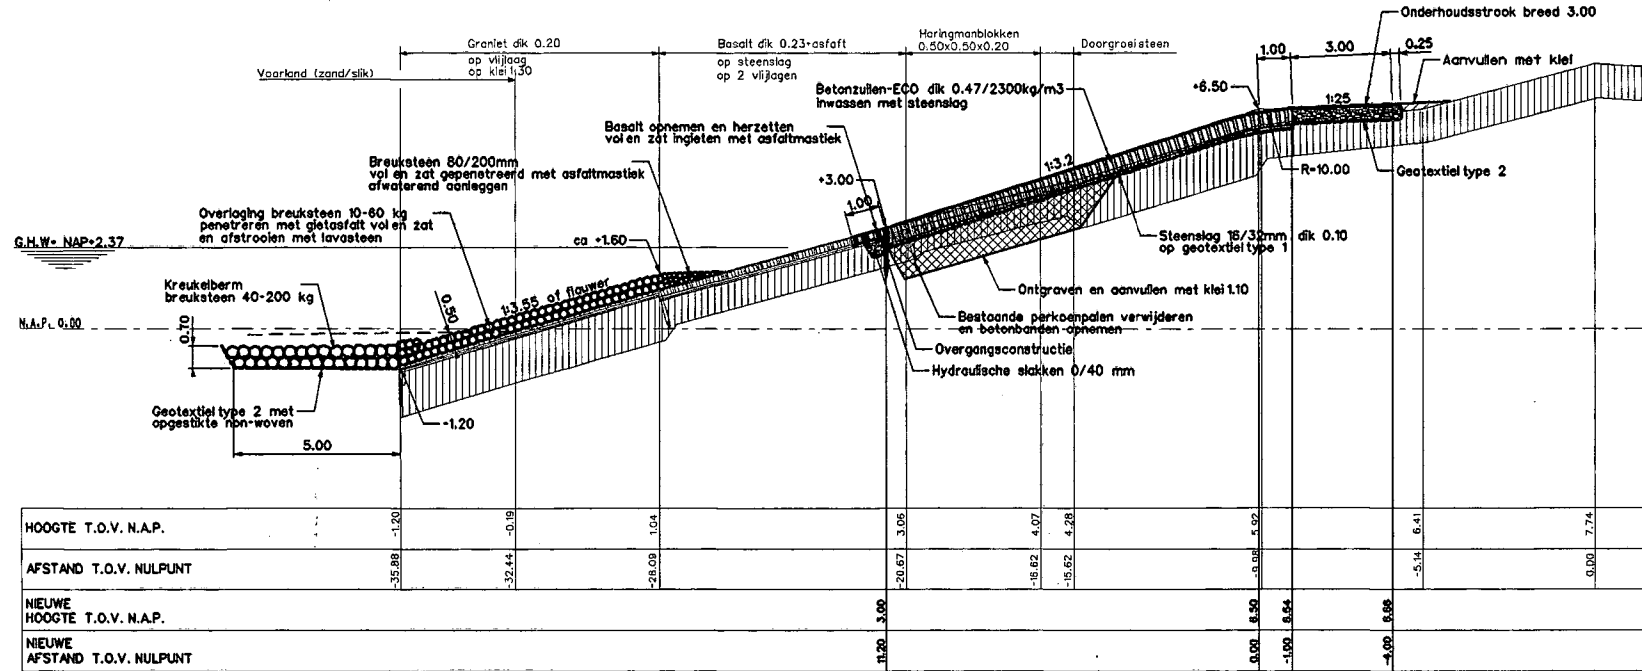 Onderhoudsstrook breed 3.00
Graniet dik 0.20
op vlijlaag
op klei 1:30
Basalt dik 0.23+asfaft
op steenslag
op 2 vlijlagen
Haringmanblokken
0.50x0.50x0.20
Doorgroeisteen
1.00
3.00
0.25
Voorland (zand/slik)
Aanvullen met klei
Betonzuilen-ECO dik 0.47/2300kg/m3
inwassen met steenslag
+6.50
1:25
Basalt opnemen en herzetten
vol en zat ingieten met asfaltmastiek
Breuksteen 80/200mm
vol en zat gepenetreerd met asfaltmastiek
afwaterend aanleggen
1:3.2
R=10.00
Geotextiel type 2
+3.00
1.00
Overlaging breuksteen 10-60 kg
penetreren met gietasfalt vol en zat
en afstrooien met lavasteen
ca +1.60
Steenslag 16/32mm dik 0.10
op geotextiel type 1
G.H.W= NAP+2.37
Kreukelberm
breuksteen 40-200 kg
0.50
1:3.55 of flauwer
Ontgraven en aanvullen met klei 1.10
N.A.P. 0.00
0.70
Bestaande perkoenpalen verwijderen
en betonbanden opnemen
Overgangsconstructie
Hydraulische slakken 0/40 mm
Geotextiel type 2 met
opgestikte non-woven
-1.20
5.00
HOOGTE T.O.V. N.A.P.
-1.20
-0.19
1.04
3.06
4.07
4.28
5.92
6.41
7.74
AFSTAND T.O.V. NULPUNT
-35.88
-32.44
-28.09
-20.67
-16.62
-15.62
-9.98
-5.14
0.00
NIEUWE
HOOGTE T.O.V. N.A.P.
3.00
6.50
6.54
6.66
NIEUWE
AFSTAND T.O.V. NULPUNT
11.20
0.00
-1.00
-4.00